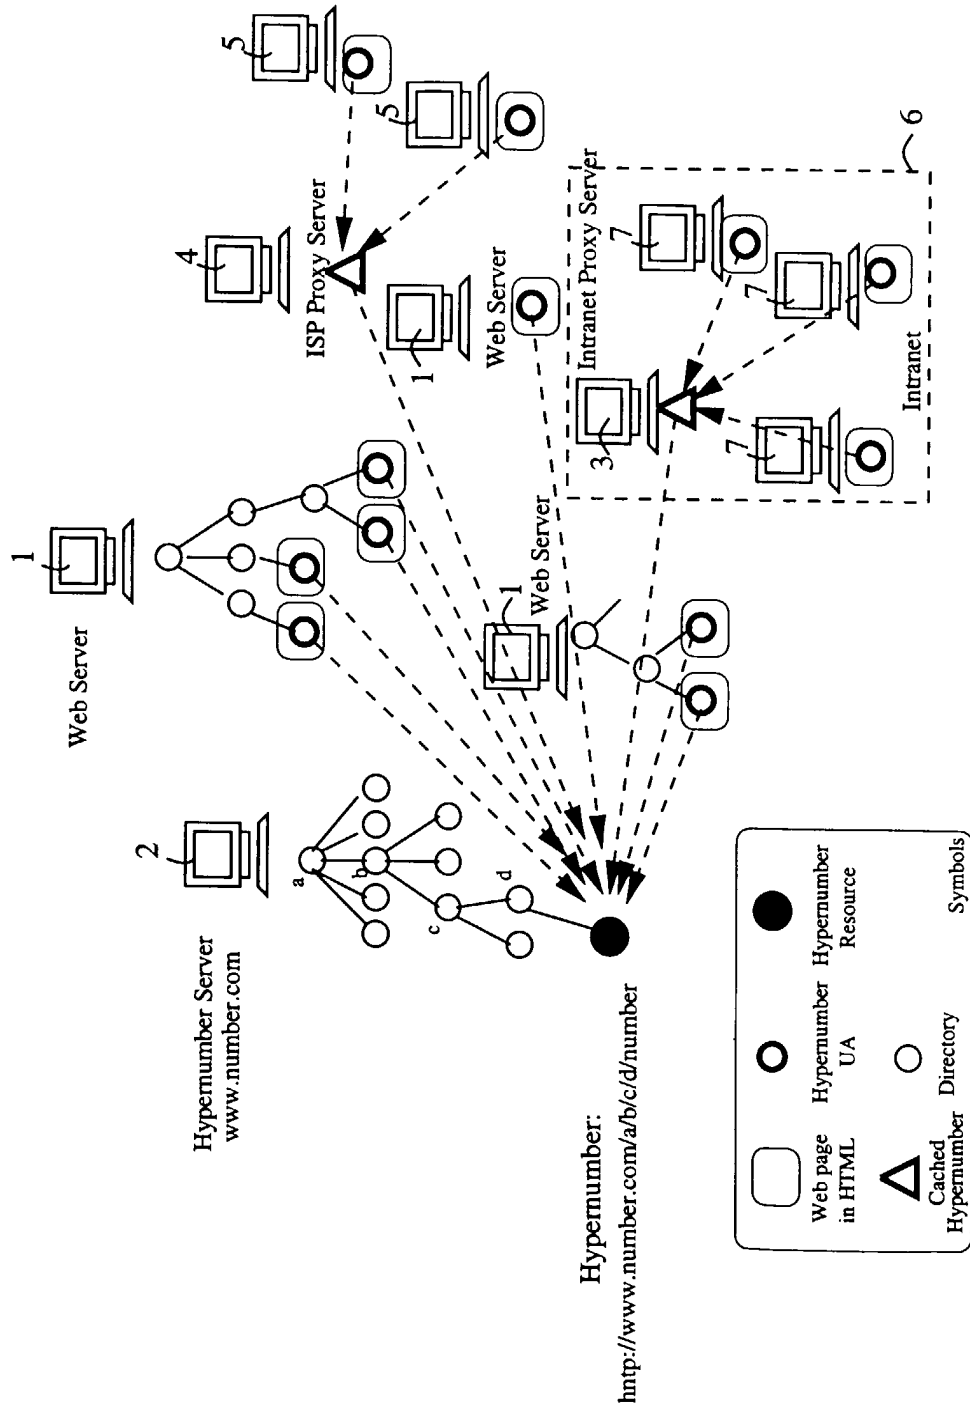 Hypernumber Server
www.number.com
2
a
b
c
d
Hypernumber:
hntp://www.number.com/a/b/c/d/number
Web Server
1
Web Server
1
Web Server
1
4
ISP Proxy Server
5
5
Intranet Proxy Server
3
7
7
7
Intranet
6
Web page
in HTML
Hypernumber
UA
Hypernumber
Resource
Cached
Hypernumber
Directory
Symbols